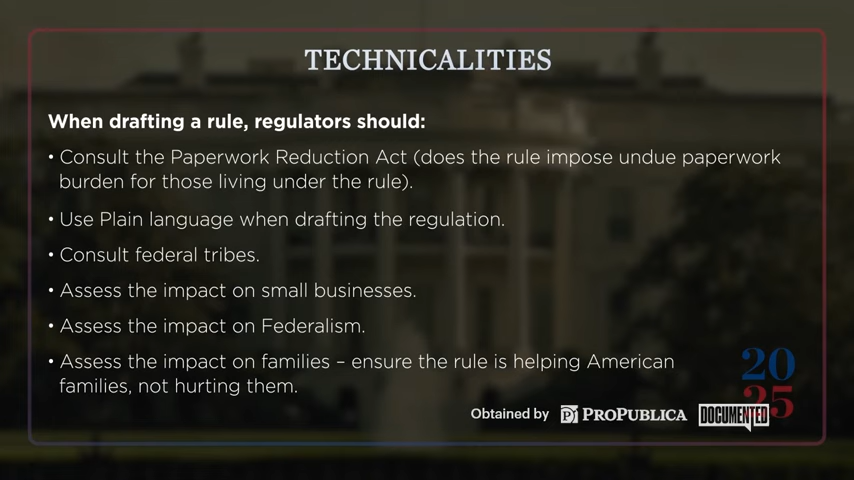 TECHNICALITIES
When drafting a rule, regulators should:
• Consult the Paperwork Reduction Act (does the rule impose undue paperwork
burden for those living under the rule).
• Use Plain language when drafting the regulation.
• Consult federal tribes.
• Assess the impact on small businesses.
• Assess the impact on Federalism.
• Assess the impact on families – ensure the rule is helping American
families, not hurting them.
20
25
Obtained by PROPUBLICA DOCUMENTED